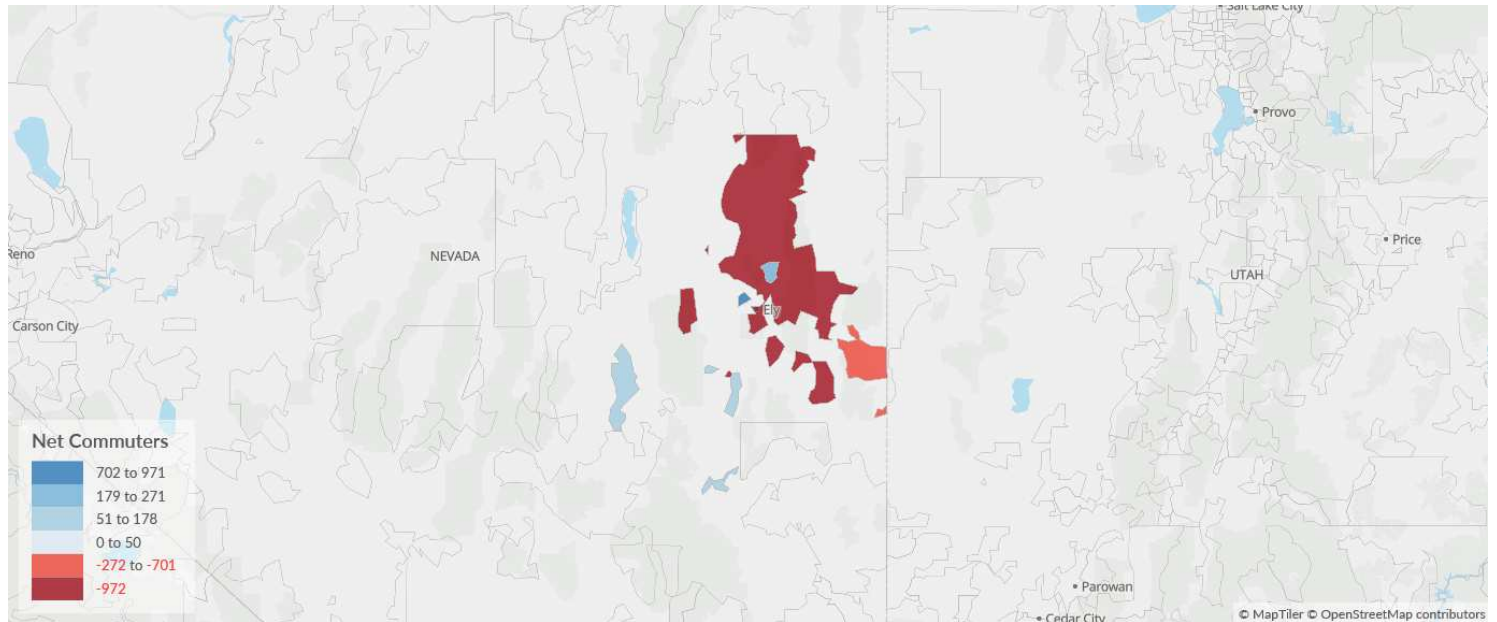 Salt Lake City
Provo
Price
NEVADA
UTAH
Reno
Carson City
Ely
Net Commuters
702 to 971
179 to 271
51 to 178
0 to 50
-272 to -701
-972
Parowan
Cedar City
© MapTiler © OpenStreetMap contributors